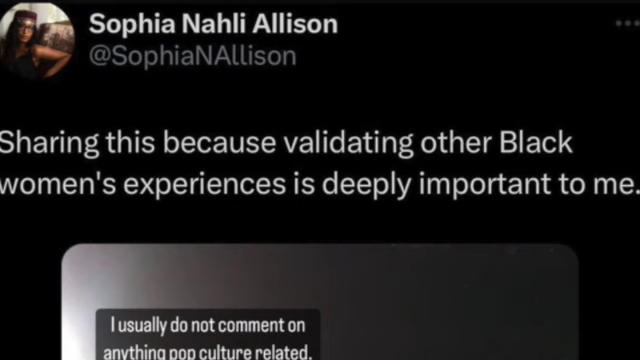 Sophia Nahli Allison
@SophiaNAllison
Sharing this because validating other Black
women's experiences is deeply important to me.
I usually do not comment on
anything pop culture related.